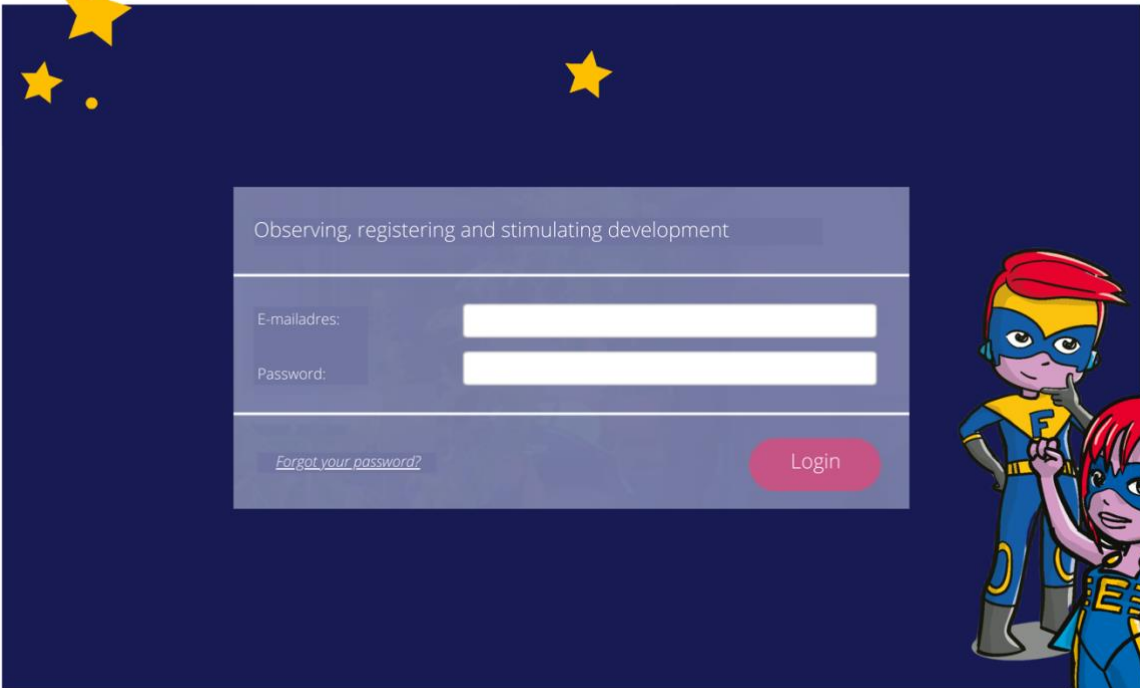 Observing, registering and stimulating development
E-mailadres:
Password:
Forgot your password?
Login
F
E